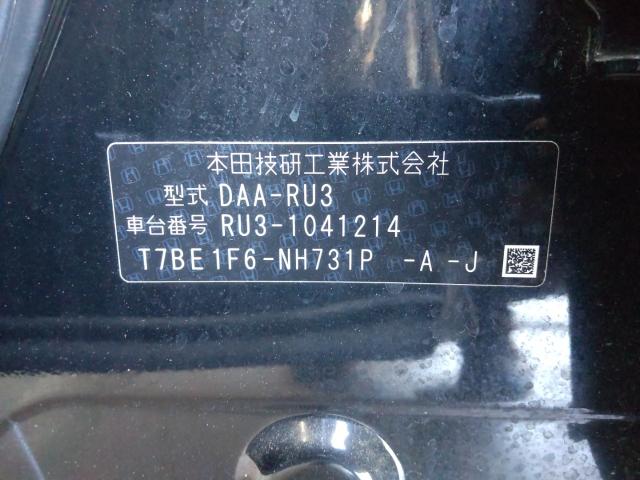 本田技研工業株式会社
型式 DAA-RU3
車台番号 RU3-1041214
T7BE1F6-NH731P -A -J